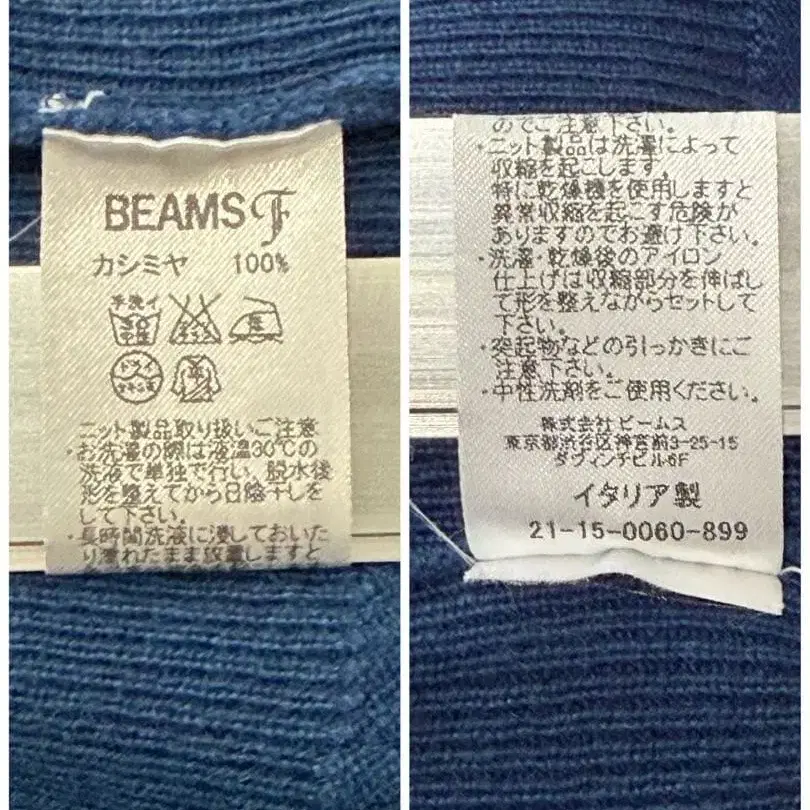 BEAMS F
カシミヤ 100%
手洗イ
30
中性
中
ドライ
セキユ系
ニット製品取り扱いご注意
・お洗濯の際は液温30℃の
洗液で単独で行い、脱水後
形を整えてから日陰干しを
して下さい。
・長時間洗液に浸しておいた
り濡れたまま放置しますと
のでご注意下さい。
・ニット製品は洗濯によって
収縮を起こします。
特に乾燥機を使用しますと
異常収縮を起こす危険が
ありますのでお避け下さい。
・洗濯・乾燥後のアイロン
仕上げは収縮部分を伸ばし
て形を整えながらセットして
下さい。
・突起物などの引っかきにご
注意下さい。
・中性洗剤をご使用ください。
株式会社ビームス
東京都渋谷区神宮前3-25-15
ダヴィンチビル6F
イタリア製
21-15-0060-899